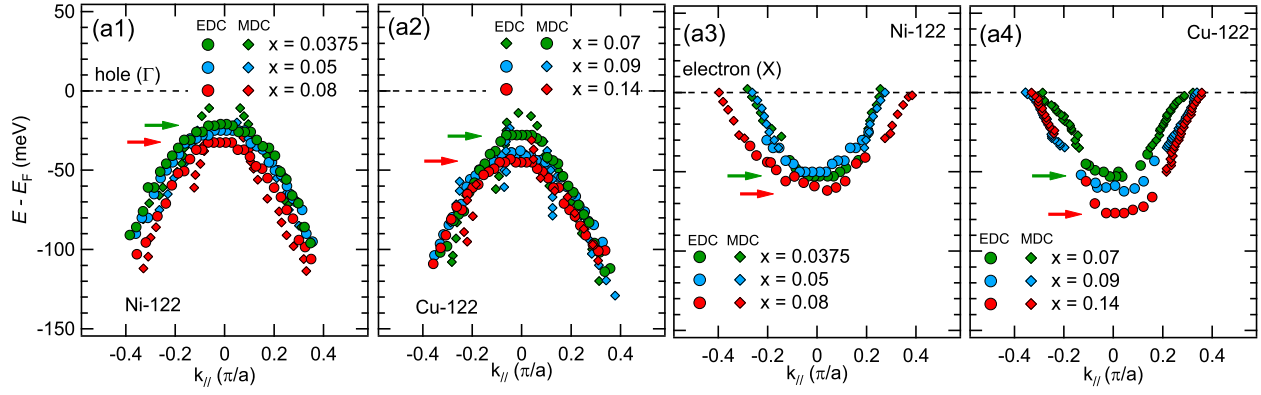 (a1)
EDC MDC
x = 0.0375
x = 0.05
x = 0.08
hole (Γ)
Ni-122
(a2)
EDC MDC
x = 0.07
x = 0.09
x = 0.14
Cu-122
(a3)
Ni-122
electron (X)
EDC MDC
x = 0.0375
x = 0.05
x = 0.08
(a4)
Cu-122
EDC MDC
x = 0.07
x = 0.09
x = 0.14
E - E_F (meV)
50
0
-50
-100
-150
-0.4 -0.2 0 0.2 0.4
k_// (π/a)
-0.4 -0.2 0 0.2 0.4
k_// (π/a)
-0.4 -0.2 0 0.2 0.4
k_// (π/a)
-0.4 -0.2 0 0.2 0.4
k_// (π/a)